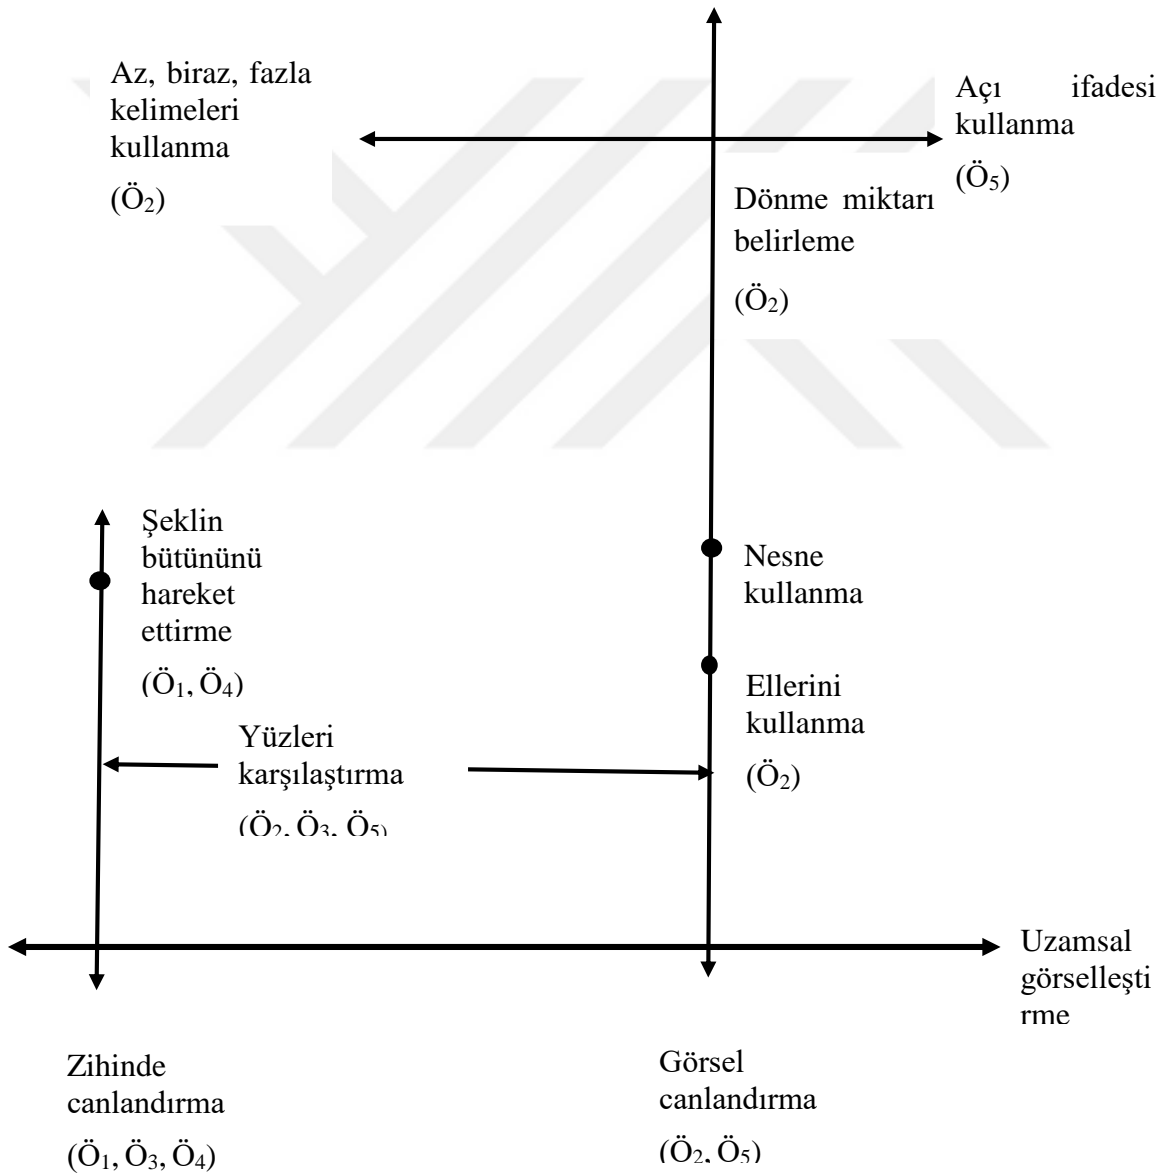 Az, biraz, fazla
kelimeleri
kullanma
(Ö2)
Açı ifadesi
kullanma
(Ö5)
Dönme miktarı
belirleme
(Ö2)
Şeklin
bütününü
hareket
ettirme
(Ö1, Ö4)
Nesne
kullanma
Ellerini
kullanma
(Ö2)
Yüzleri
karşılaştırma
(Ö2, Ö3, Ö5)
Uzamsal
görselleşti
rme
Zihinde
canlandırma
(Ö1, Ö3, Ö4)
Görsel
canlandırma
(Ö2, Ö5)